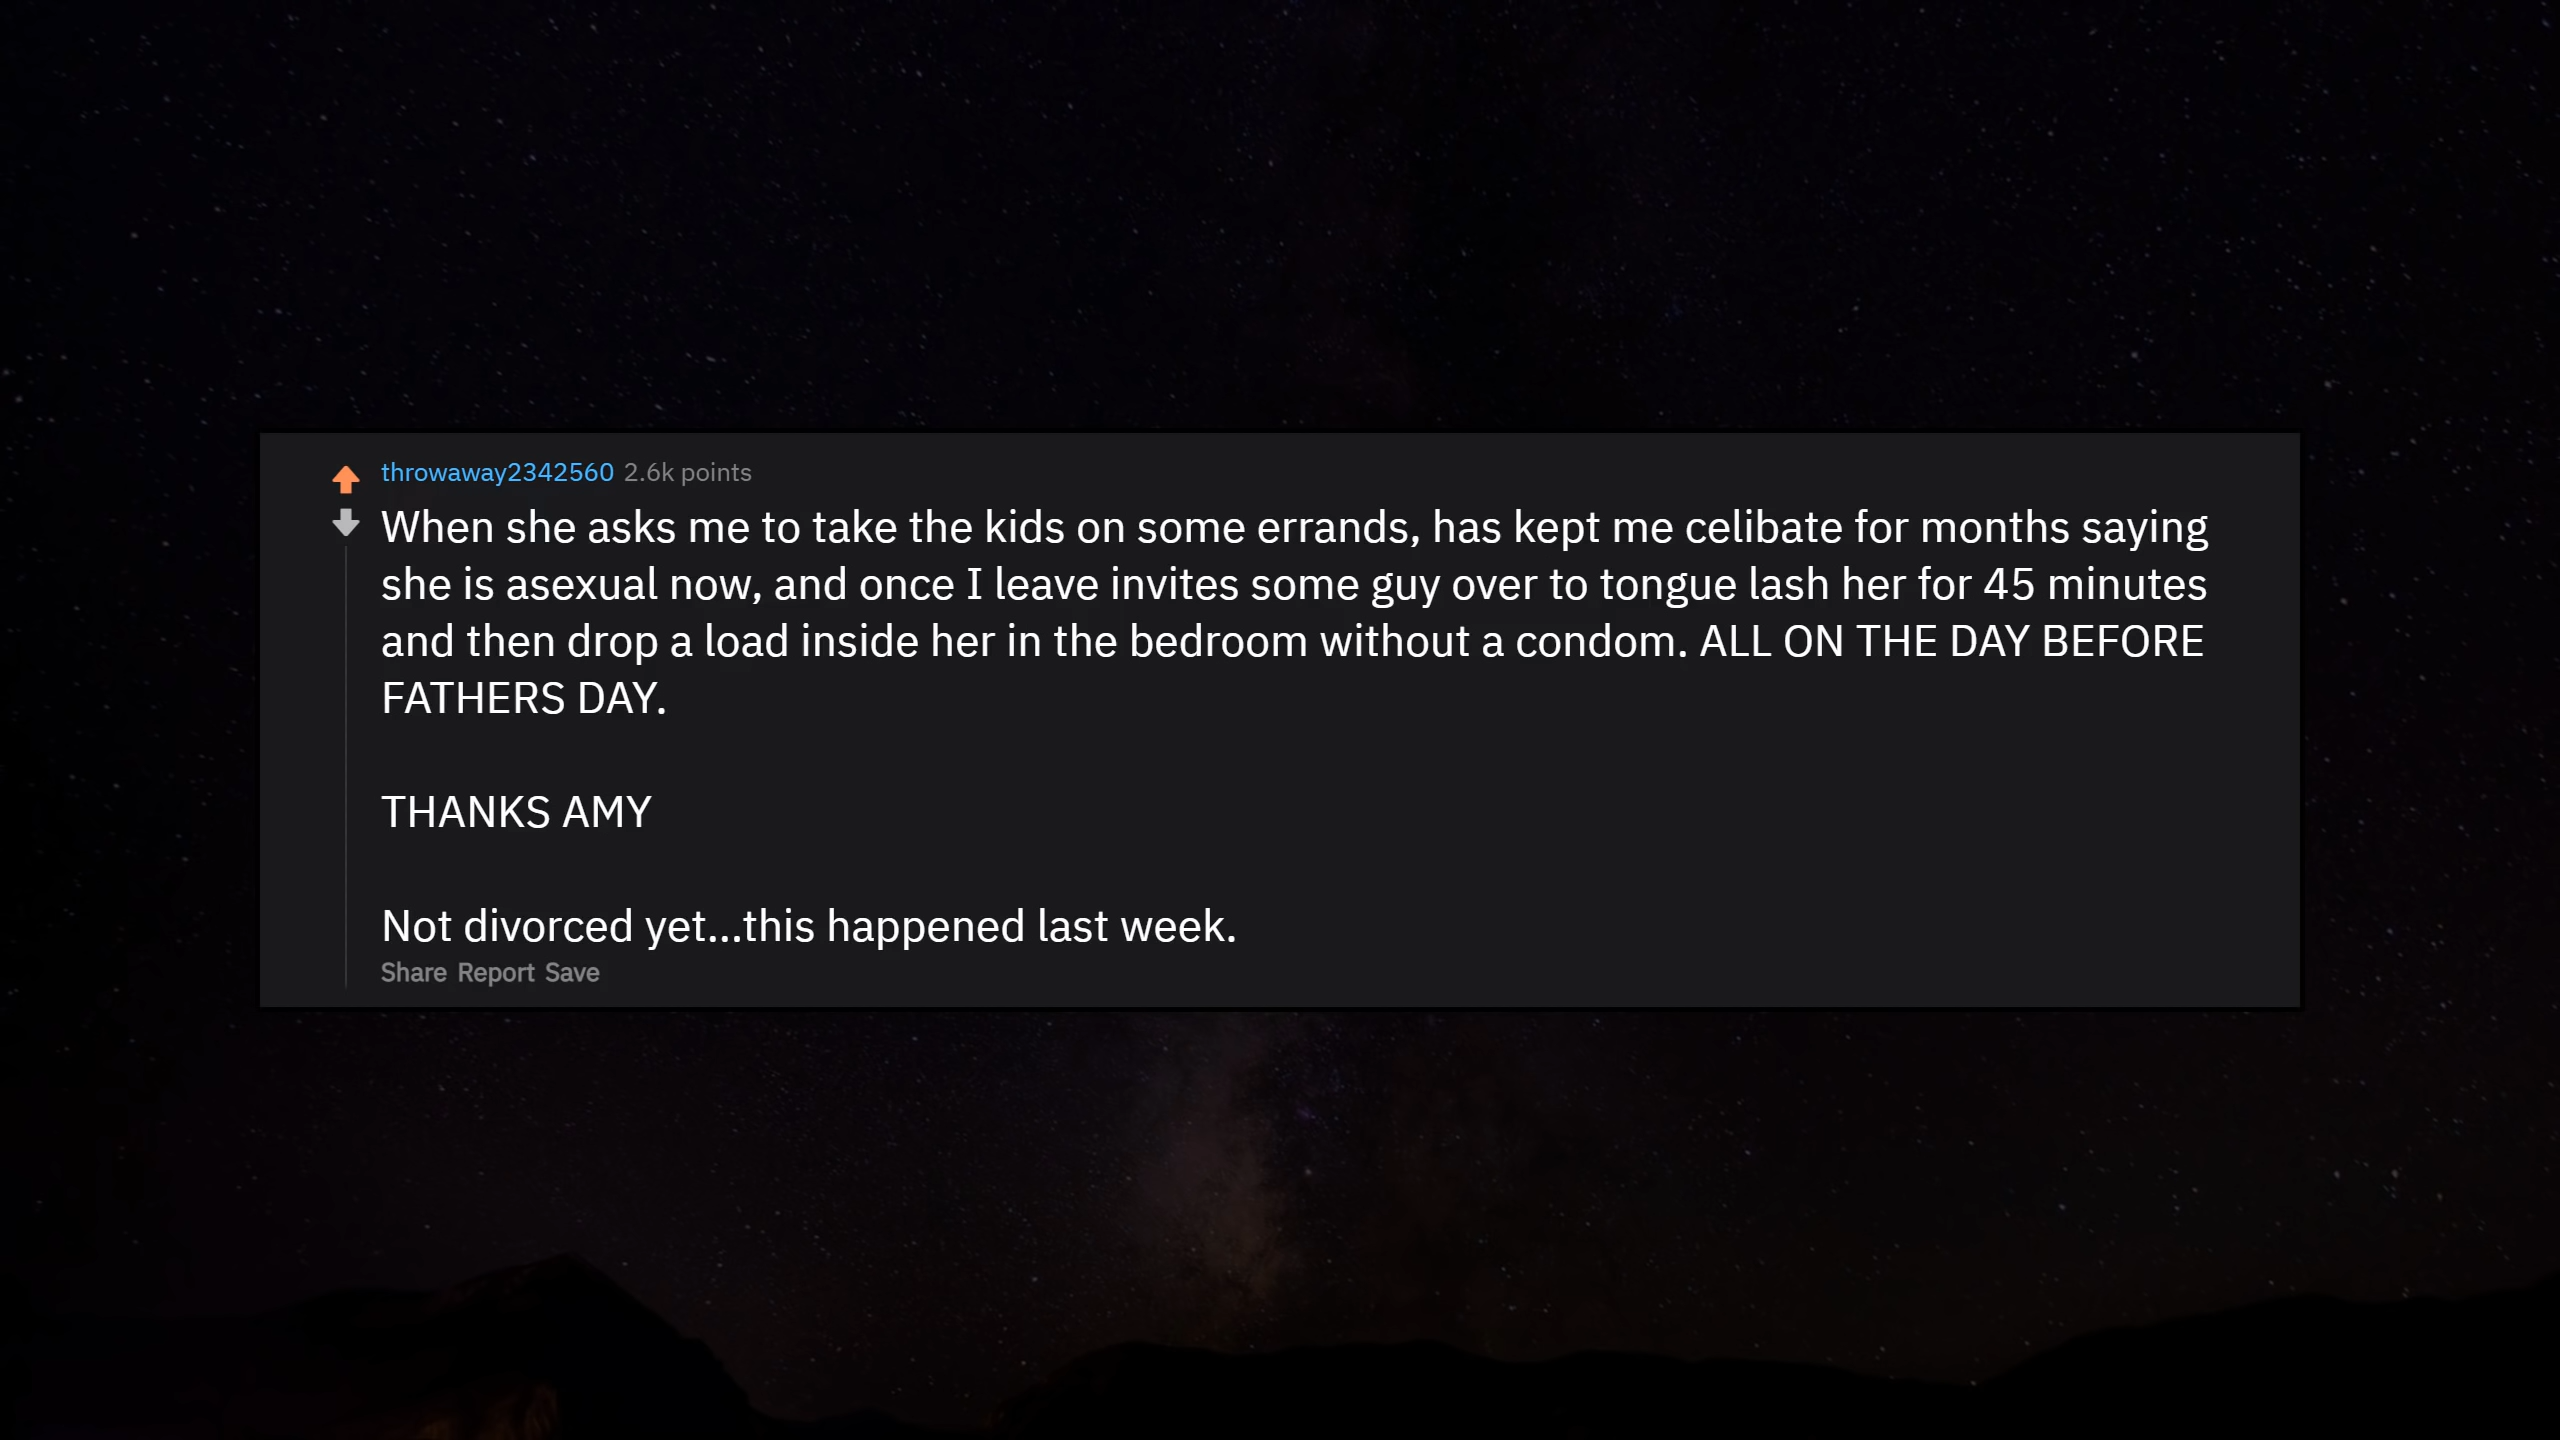 throwaway2342560 2.6k points
When she asks me to take the kids on some errands, has kept me celibate for months saying
she is asexual now, and once I leave invites some guy over to tongue lash her for 45 minutes
and then drop a load inside her in the bedroom without a condom. ALL ON THE DAY BEFORE
FATHERS DAY.
THANKS AMY
Not divorced yet...this happened last week.
Share Report Save